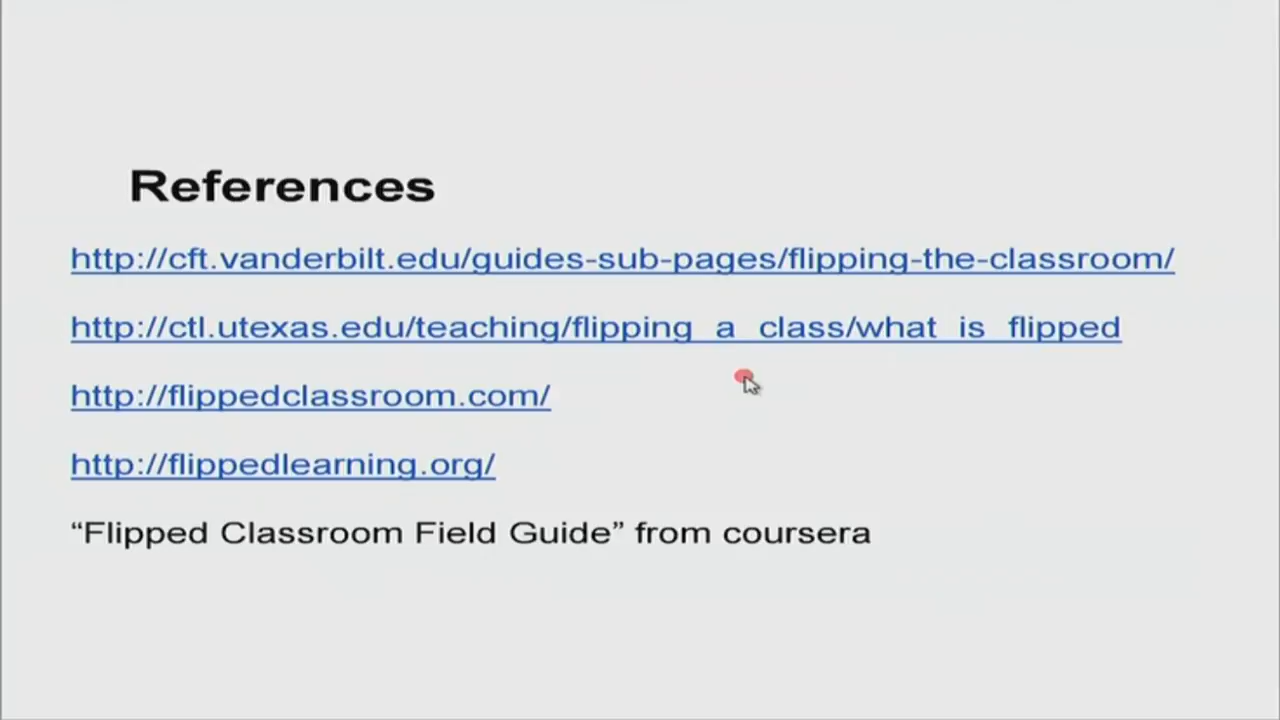 References
http://cft.vanderbilt.edu/guides-sub-pages/flipping-the-classroom/
http://ctl.utexas.edu/teaching/flipping_a_class/what_is_flipped
http://flippedclassroom.com/
http://flippedlearning.org/
“Flipped Classroom Field Guide” from coursera